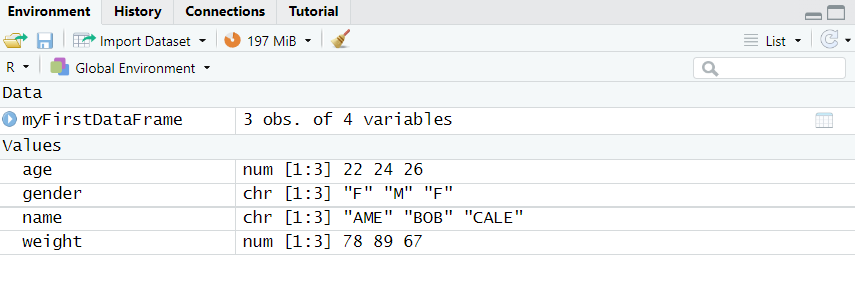 Environment History Connections Tutorial
Import Dataset 197 MiB List
R Global Environment
Data
myFirstDataFrame 3 obs. of 4 variables
Values
age num [1:3] 22 24 26
gender chr [1:3] "F" "M" "F"
name chr [1:3] "AME" "BOB" "CALE"
weight num [1:3] 78 89 67